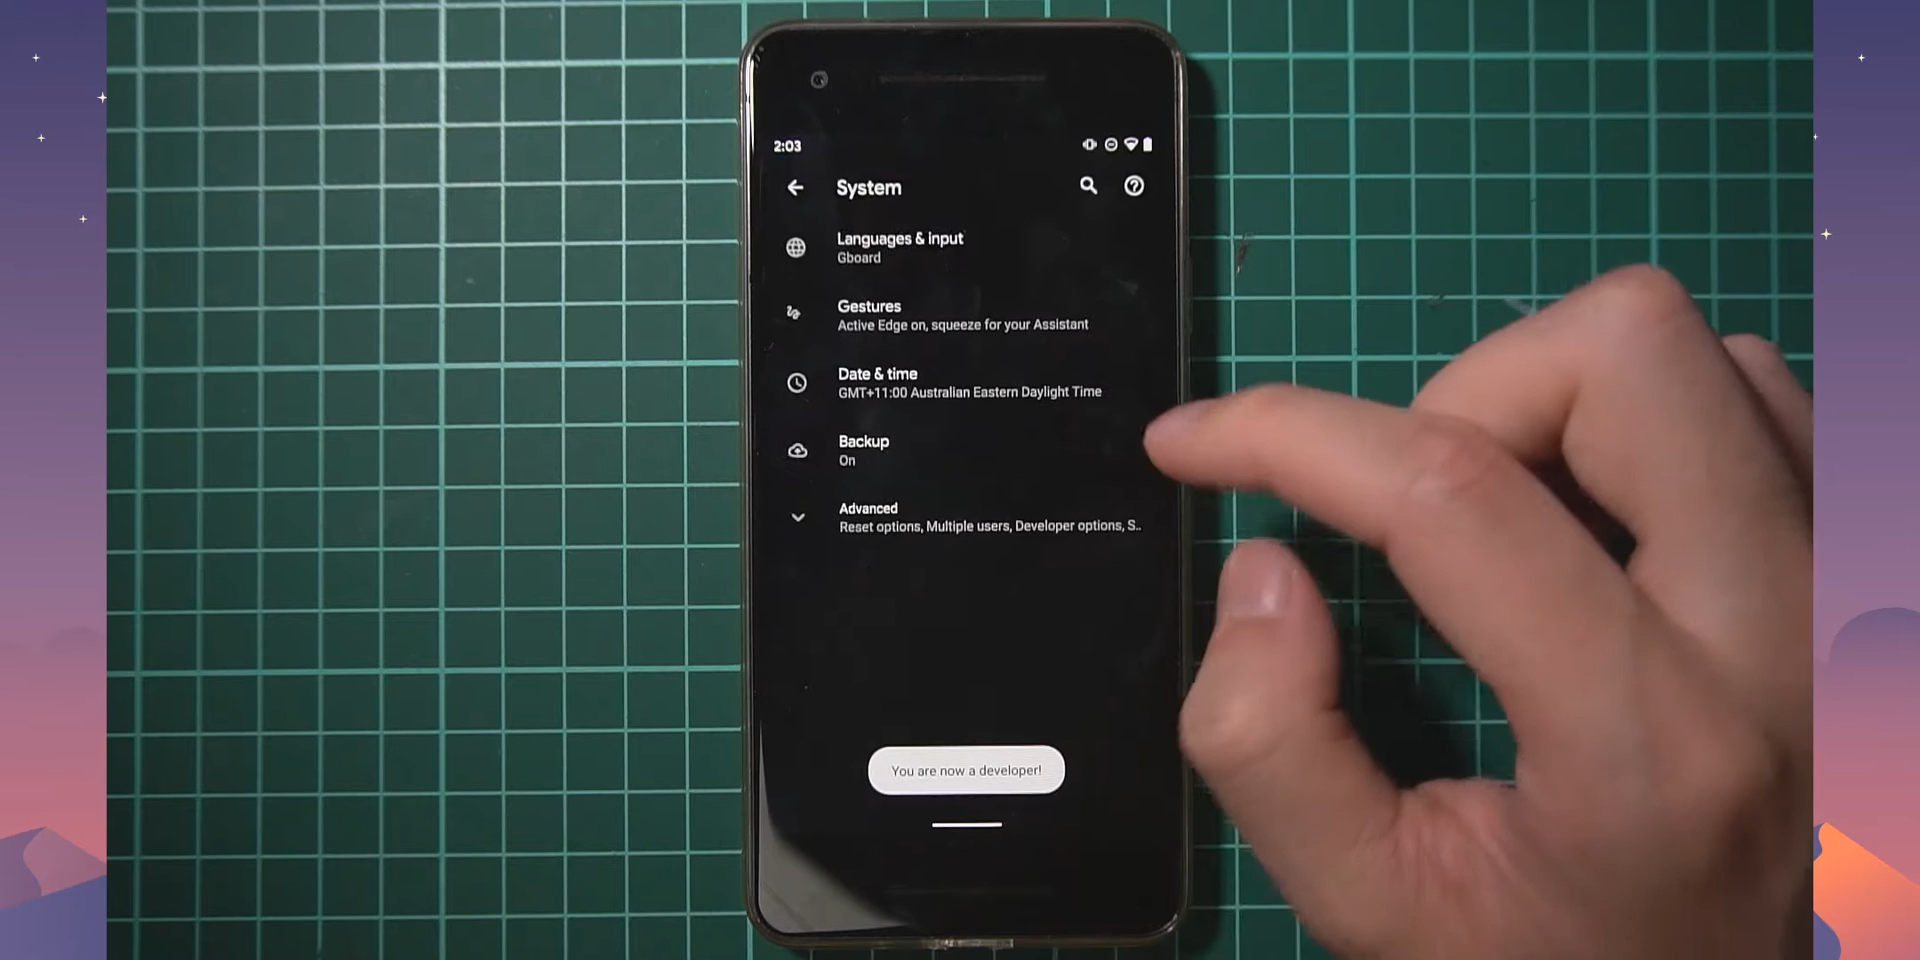 2:03
System
Languages & input
Gboard
Gestures
Active Edge on, squeeze for your Assistant
Date & time
GMT+11:00 Australian Eastern Daylight Time
Backup
On
Advanced
Reset options, Multiple users, Developer options, S..
You are now a developer!